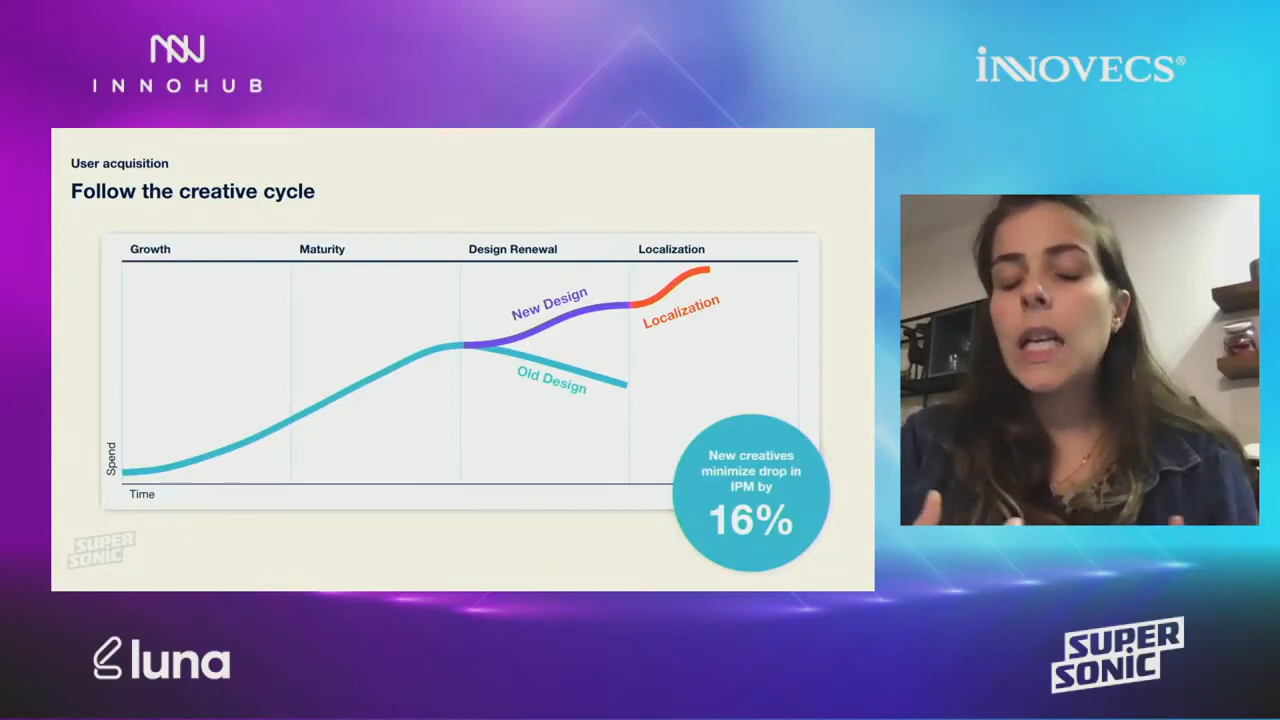 INNOHUB
iNNOVECS®
User acquisition
Follow the creative cycle
Growth
Maturity
Design Renewal
Localization
New Design
Localization
Old Design
Spend
Time
New creatives
minimize drop in
IPM by
16%
SUPER
SONIC
luna
SUPER
SONIC